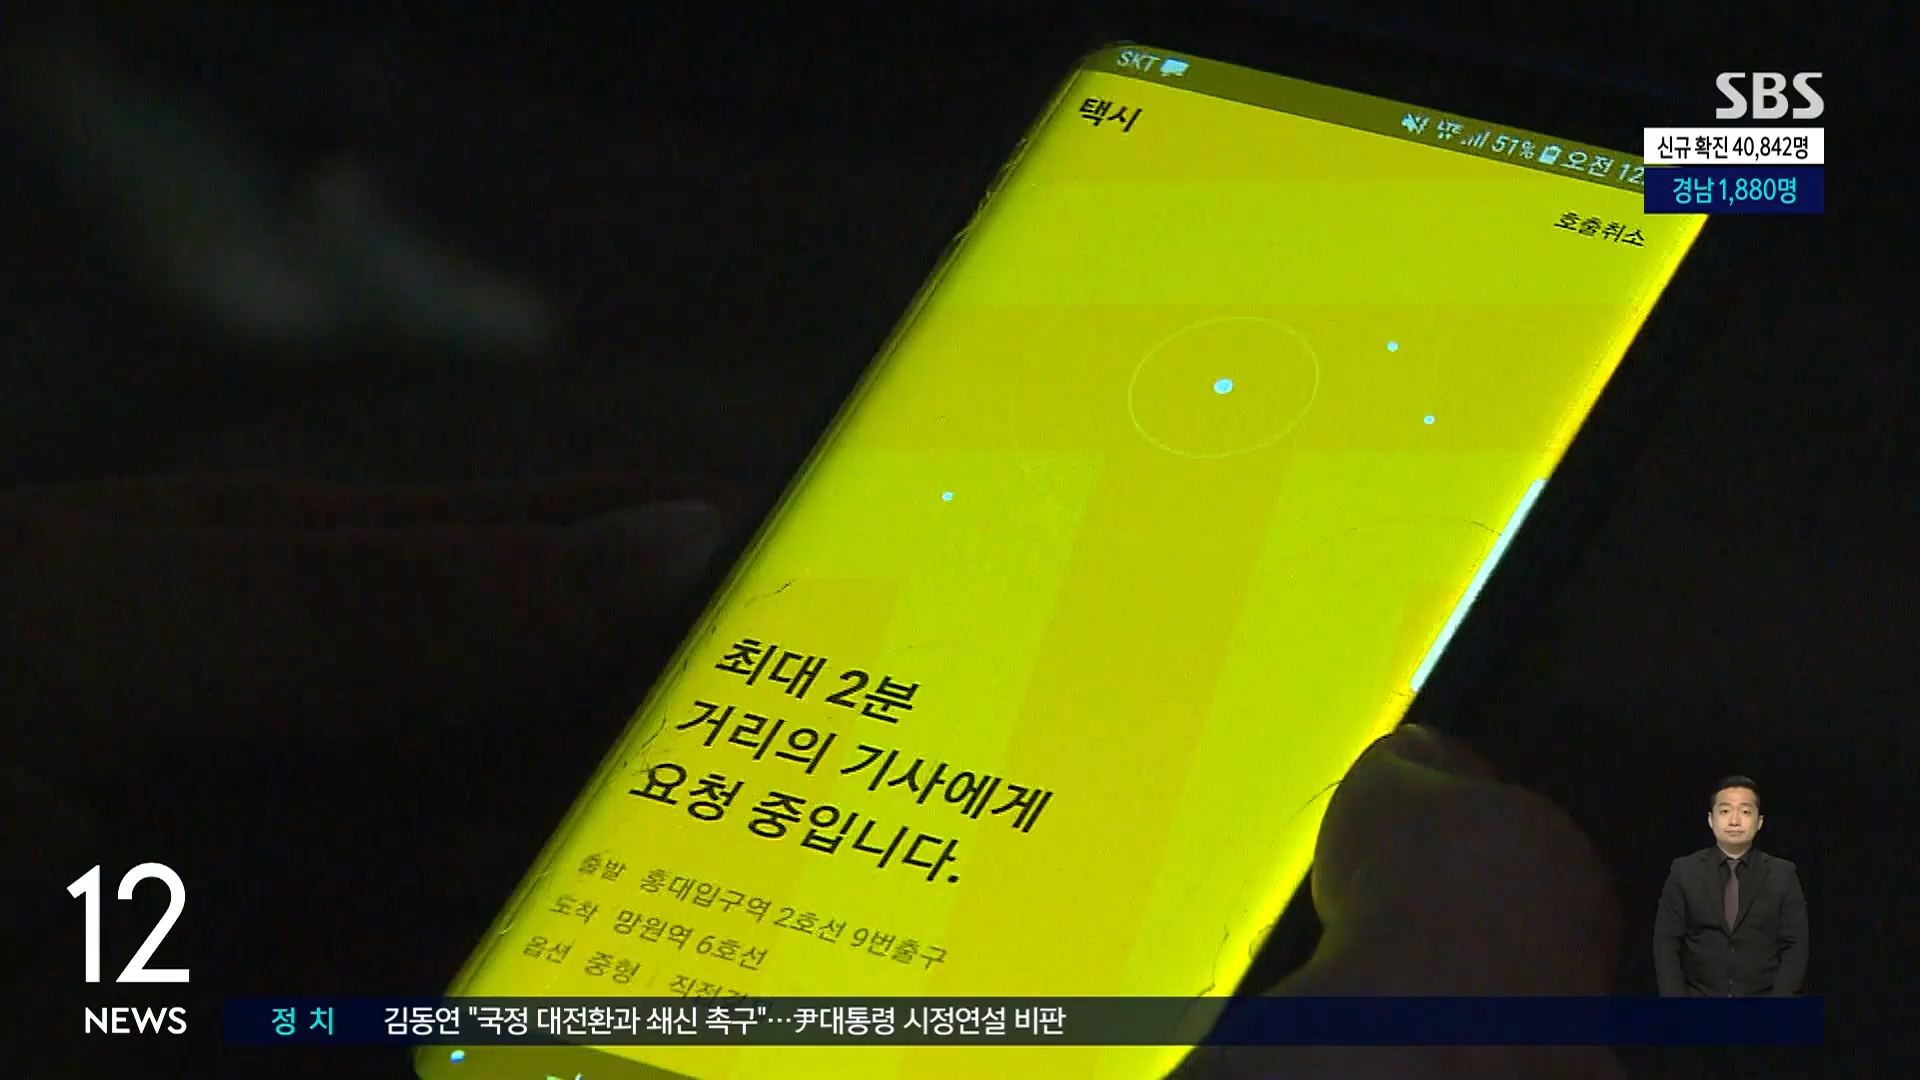 SKT
51% 오전 12
택시
호출취소
SBS
신규 확진 40,842명
경남 1,880명
최대 2분
거리의 기사에게
요청 중입니다.
출발 홍대입구역 2호선 9번출구
도착 망원역 6호선
옵션 중형
12
NEWS
정치 김동연 "국정 대전환과 쇄신 촉구"…尹대통령 시정연설 비판